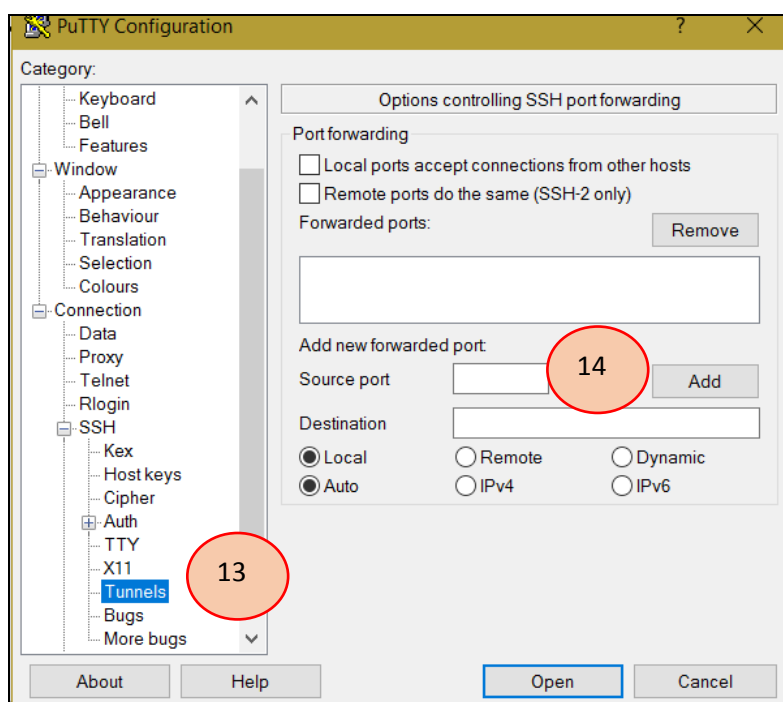 PuTTY Configuration
?
Category:
Keyboard
Bell
Features
Window
Appearance
Behaviour
Translation
Selection
Colours
Connection
Data
Proxy
Telnet
Rlogin
SSH
Kex
Host keys
Cipher
Auth
TTY
X11
Tunnels
Bugs
More bugs
13
Options controlling SSH port forwarding
Port forwarding
Local ports accept connections from other hosts
Remote ports do the same (SSH-2 only)
Forwarded ports:
Remove
Add new forwarded port:
Source port
14
Add
Destination
Local Remote Dynamic
Auto IPv4 IPv6
About Help Open Cancel